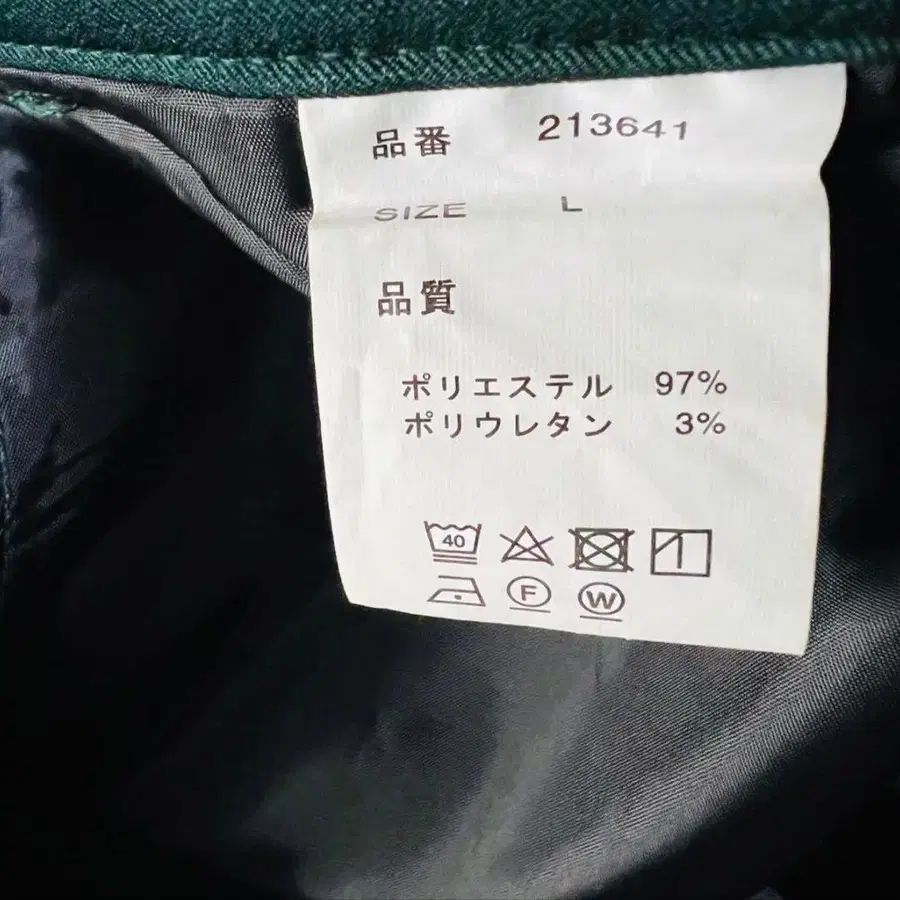 品番 213641
SIZE L
品質
ポリエステル 97%
ポリウレタン 3%
40
F W